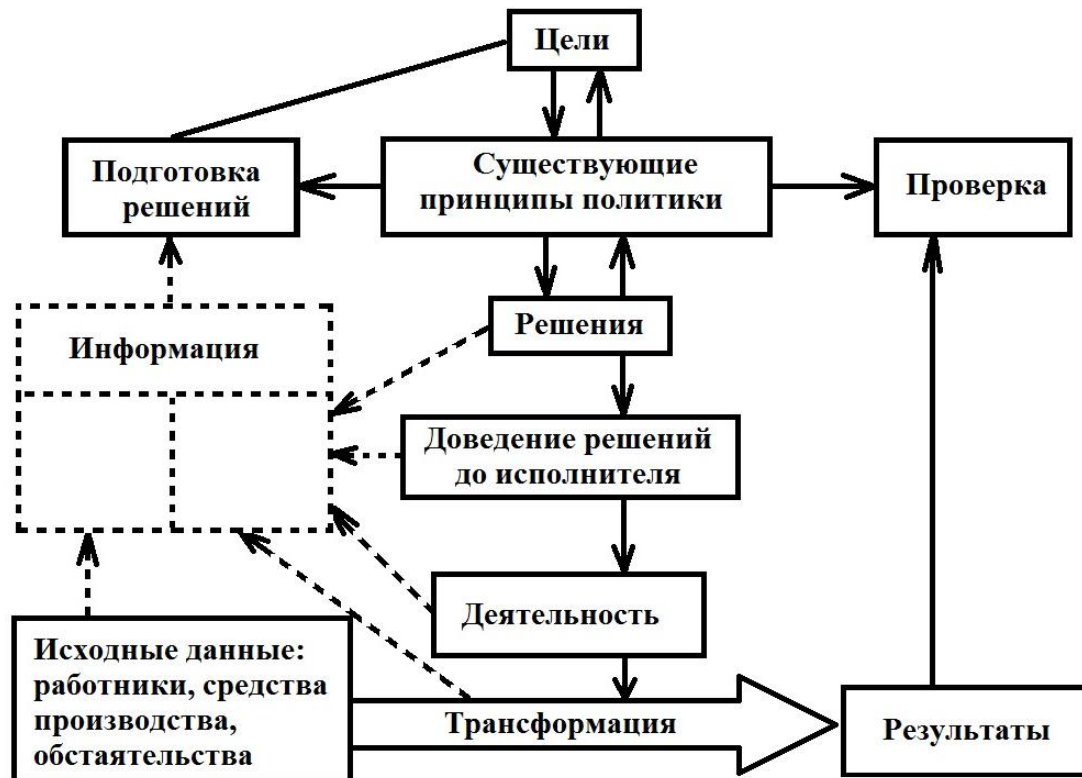 Цели
Подготовка
решений
Существующие
принципы политики
Проверка
Информация
Решения
Доведение решений
до исполнителя
Деятельность
Исходные данные:
работники, средства
производства,
обстаятельства
Трансформация
Результаты